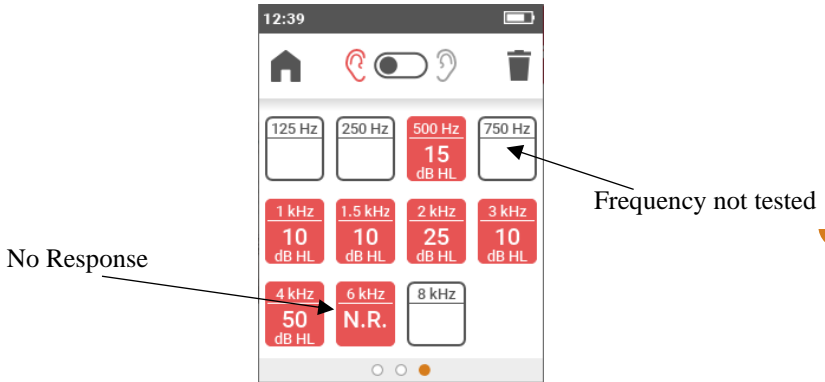 12:39
125 Hz 250 Hz 500 Hz 750 Hz
15
dB HL
Frequency not tested
1 kHz 1.5 kHz 2 kHz 3 kHz
10 10 25 10
dB HL dB HL dB HL dB HL
No Response
4 kHz 6 kHz 8 kHz
50 N.R.
dB HL